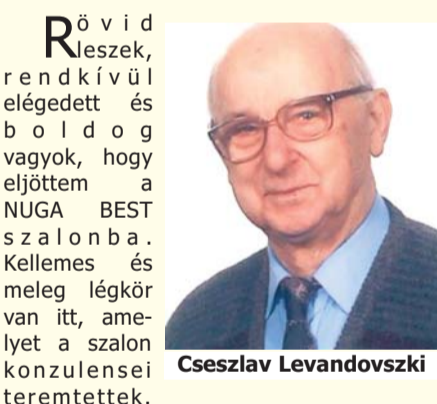 Rövid
leszek,
rendkívül
elégedett és
boldog
vagyok, hogy
eljöttem a
NUGA BEST
szalonba.
Kellemes és
meleg légkör
van itt, ame-
lyet a szalon
konzulensei
teremtettek.
Cseszlav Levandovszki